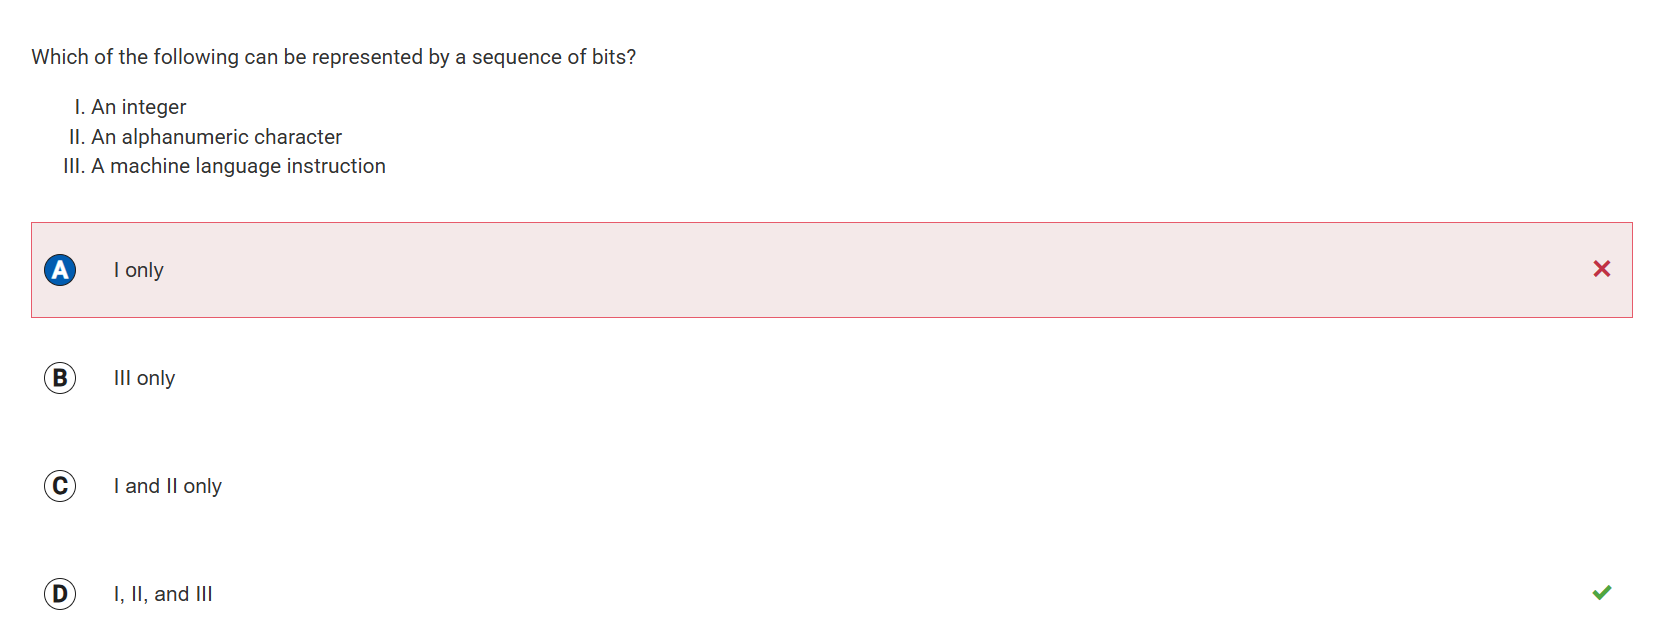 Which of the following can be represented by a sequence of bits?
I. An integer
II. An alphanumeric character
III. A machine language instruction
A I only
B III only
C I and II only
D I, II, and III